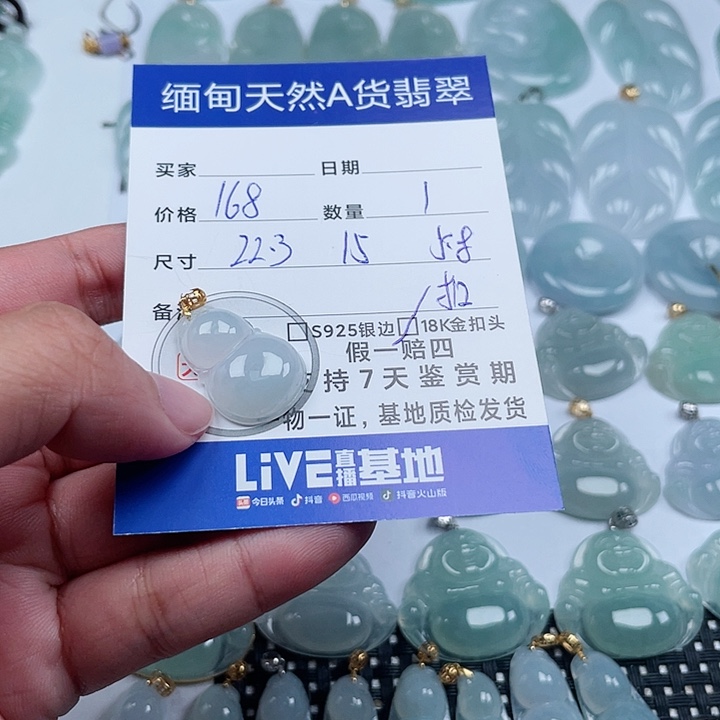 缅甸天然A货翡翠
买家 日期
价格 168 数量 1
尺寸 22.3 15 5.8
备 扣
S925银边 18K金扣头
假一赔四
持7天鉴赏期
物一证，基地质检发货
LiVE直播基地
头条 今日头条 抖音 西瓜视频 抖音火山版